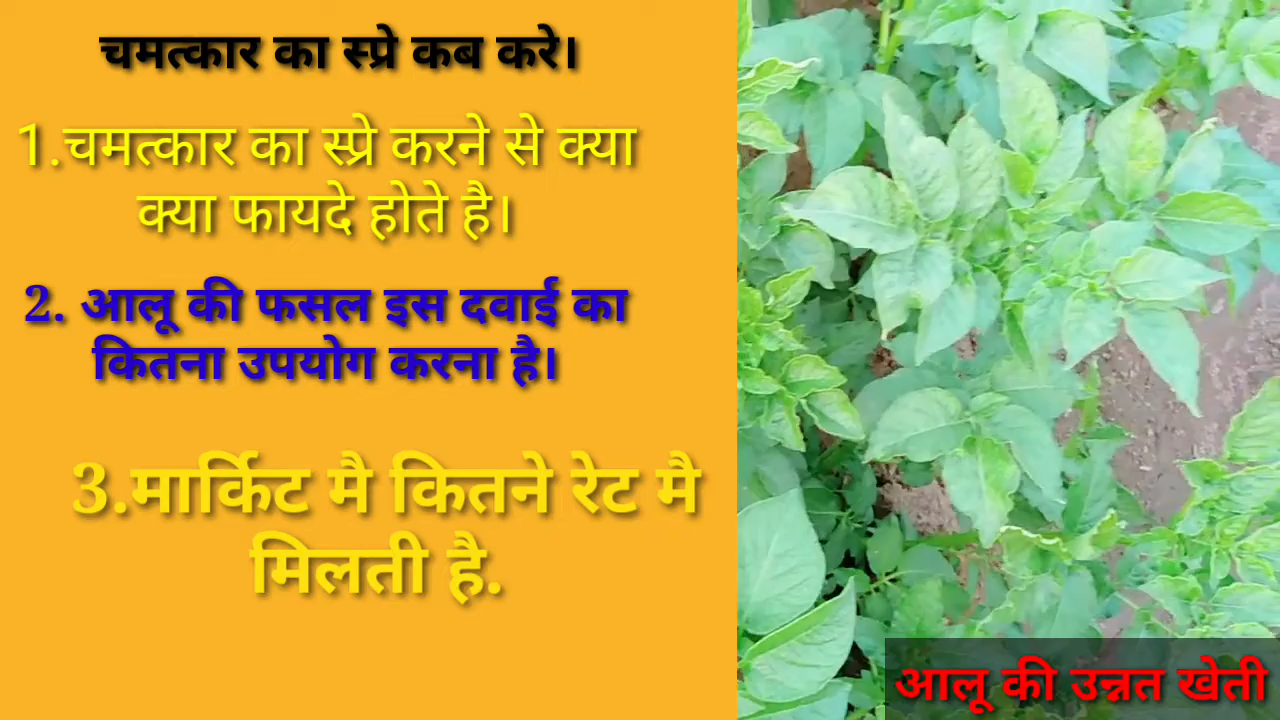 चमत्कार का स्प्रे कब करे।
1.चमत्कार का स्प्रे करने से क्या
क्या फायदे होते है।
2. आलू की फसल इस दवाई का
कितना उपयोग करना है।
3.मार्किट मै कितने रेट मै
मिलती है.
आलू की उन्नत खेती